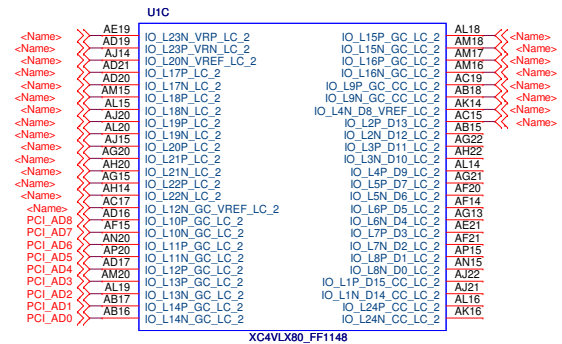 U1C
<Name> AE19 IO_L23N_VRP_LC_2 IO_L15P_GC_LC_2 AL18 <Name>
<Name> AD19 IO_L23P_VRN_LC_2 IO_L15N_GC_LC_2 AM18 <Name>
<Name> AJ14 IO_L20N_VREF_LC_2 IO_L16P_GC_LC_2 AM17 <Name>
<Name> AD21 IO_L17P_LC_2 IO_L16N_GC_LC_2 AM16 <Name>
<Name> AD20 IO_L17N_LC_2 IO_L9P_GC_CC_LC_2 AC19 <Name>
<Name> AM15 IO_L18P_LC_2 IO_L9N_GC_CC_LC_2 AB18 <Name>
<Name> AL15 IO_L18N_LC_2 IO_L4N_D8_VREF_LC_2 AK14 <Name>
<Name> AJ20 IO_L19P_LC_2 IO_L2P_D13_LC_2 AC15 <Name>
<Name> AL20 IO_L19N_LC_2 IO_L2N_D12_LC_2 AB15
<Name> AJ15 IO_L20P_LC_2 IO_L3P_D11_LC_2 AG22
<Name> AG20 IO_L21P_LC_2 IO_L3N_D10_LC_2 AH22
<Name> AH20 IO_L21N_LC_2 IO_L4P_D9_LC_2 AL14
<Name> AG15 IO_L22P_LC_2 IO_L5P_D7_LC_2 AG21
<Name> AH14 IO_L22N_LC_2 IO_L5N_D6_LC_2 AF20
<Name> AC17 IO_L12N_GC_VREF_LC_2 IO_L6P_D5_LC_2 AF14
PCI_AD8 AD16 IO_L10P_GC_LC_2 IO_L6N_D4_LC_2 AG13
PCI_AD7 AF15 IO_L10N_GC_LC_2 IO_L7P_D3_LC_2 AE21
PCI_AD6 AN20 IO_L11P_GC_LC_2 IO_L7N_D2_LC_2 AF21
PCI_AD5 AP20 IO_L11N_GC_LC_2 IO_L8P_D1_LC_2 AP15
PCI_AD4 AD17 IO_L12P_GC_LC_2 IO_L8N_D0_LC_2 AN15
PCI_AD3 AM20 IO_L13P_GC_LC_2 IO_L1P_D15_CC_LC_2 AJ22
PCI_AD2 AL19 IO_L13N_GC_LC_2 IO_L1N_D14_CC_LC_2 AJ21
PCI_AD1 AB17 IO_L14P_GC_LC_2 IO_L24P_CC_LC_2 AL16
PCI_AD0 AB16 IO_L14N_GC_LC_2 IO_L24N_CC_LC_2 AK16
XC4VLX80_FF1148